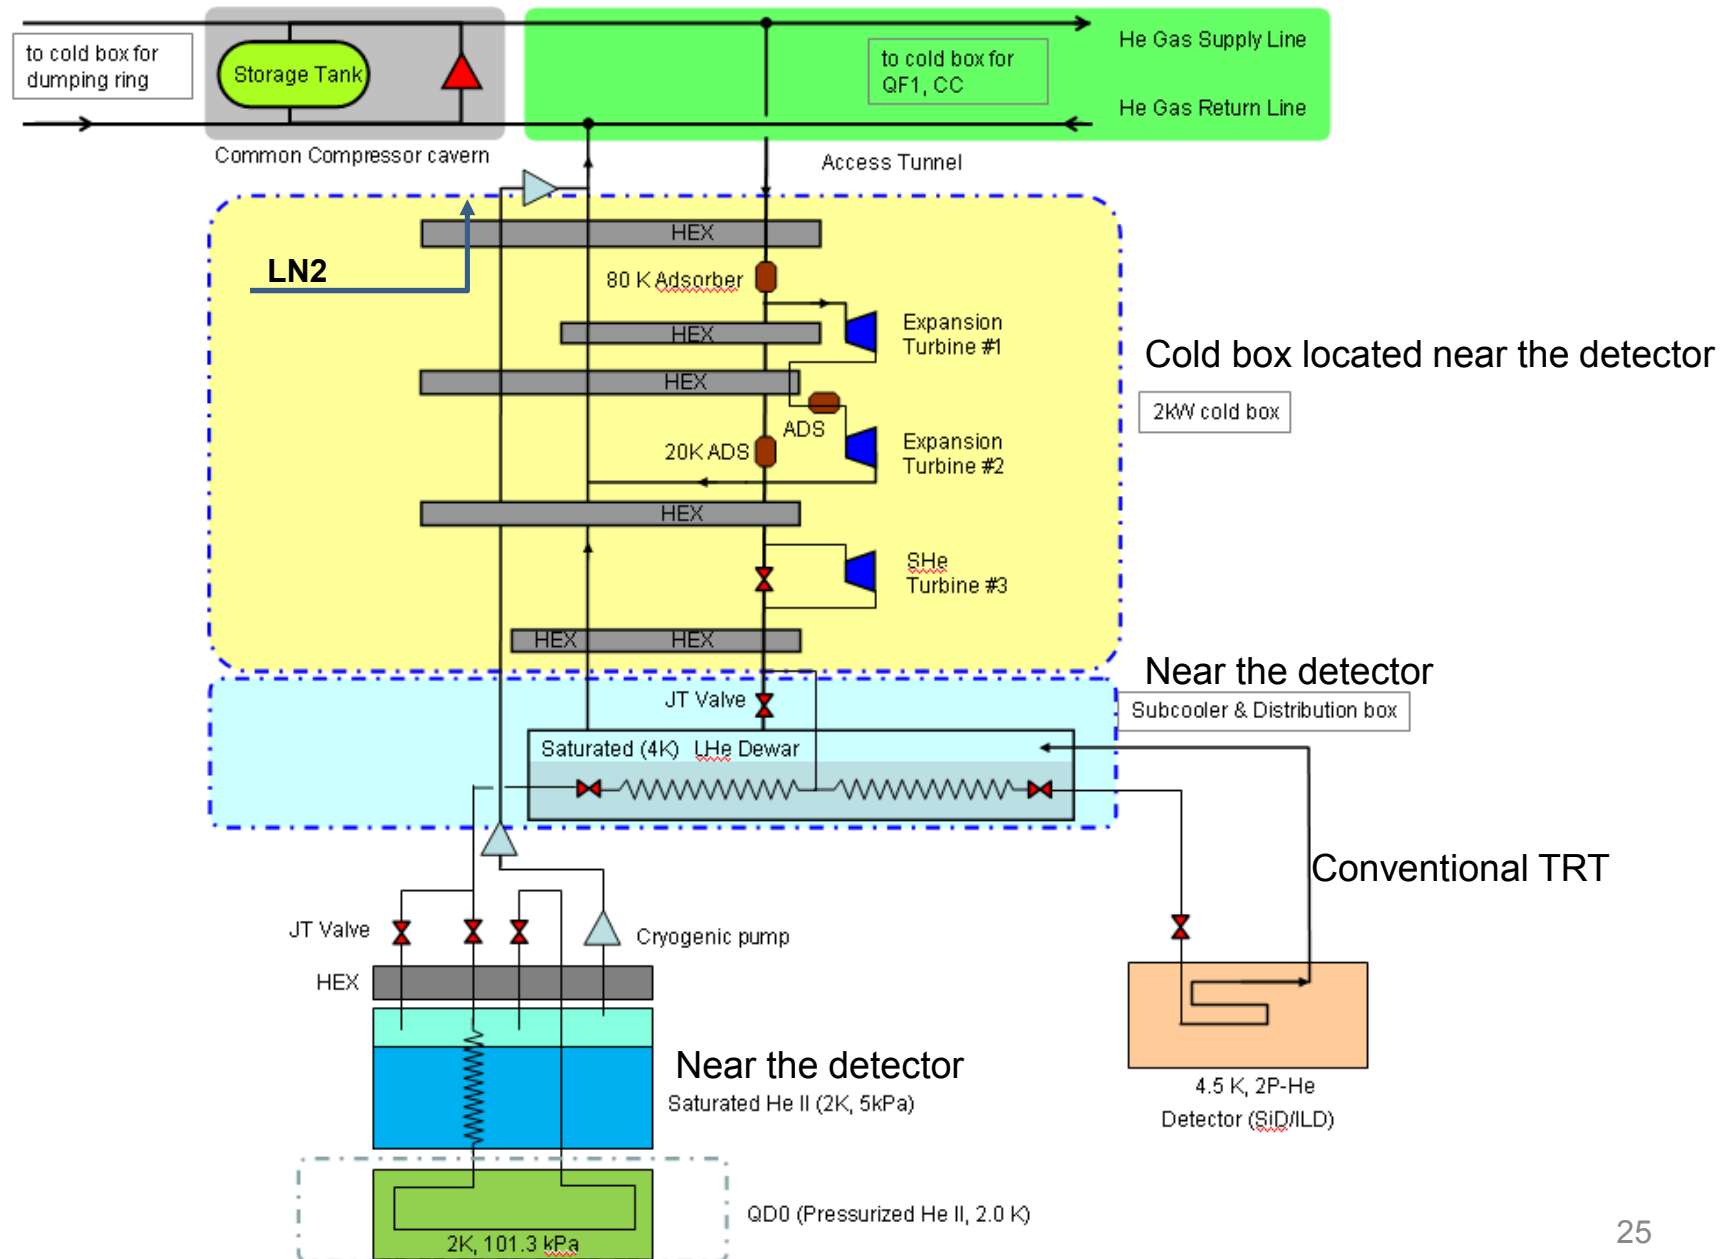 to cold box for
dumping ring
Storage Tank
to cold box for
QF1, CC
He Gas Supply Line
He Gas Return Line
Common Compressor cavern
Access Tunnel
HEX
LN2
80 K Adsorber
Expansion
Turbine #1
HEX
Cold box located near the detector
HEX
2kW cold box
ADS
20K ADS
Expansion
Turbine #2
HEX
SHe
Turbine #3
HEX HEX
Near the detector
JT Valve
Subcooler & Distribution box
Saturated (4K) LHe Dewar
Conventional TRT
JT Valve
Cryogenic pump
HEX
Near the detector
Saturated He II (2K, 5kPa)
4.5 K, 2P-He
Detector (SiD/ILD)
QD0 (Pressurized He II, 2.0 K)
2K, 101.3 kPa
25